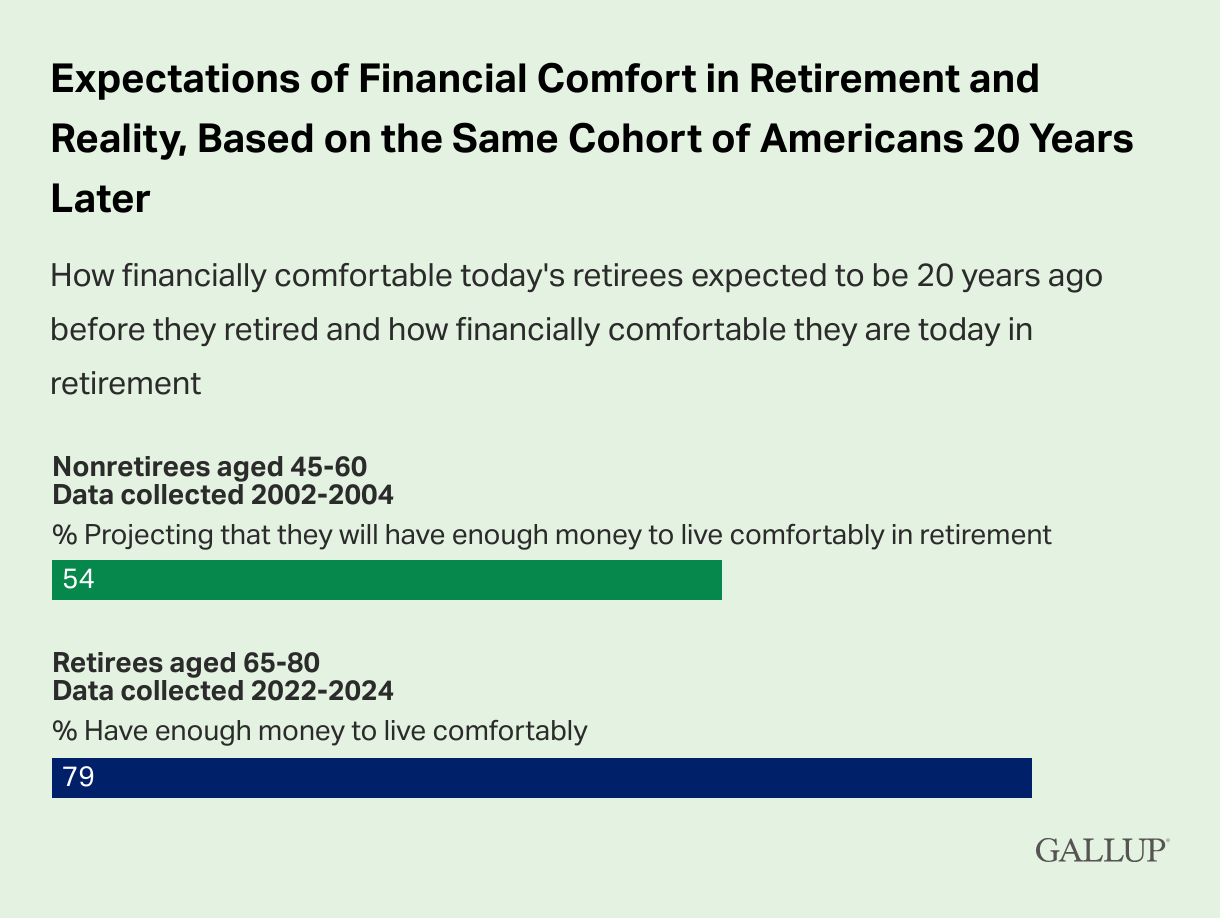 Expectations of Financial Comfort in Retirement and
Reality, Based on the Same Cohort of Americans 20 Years
Later
How financially comfortable today's retirees expected to be 20 years ago
before they retired and how financially comfortable they are today in
retirement
Nonretirees aged 45-60
Data collected 2002-2004
% Projecting that they will have enough money to live comfortably in retirement
54
Retirees aged 65-80
Data collected 2022-2024
% Have enough money to live comfortably
79
GALLUP®